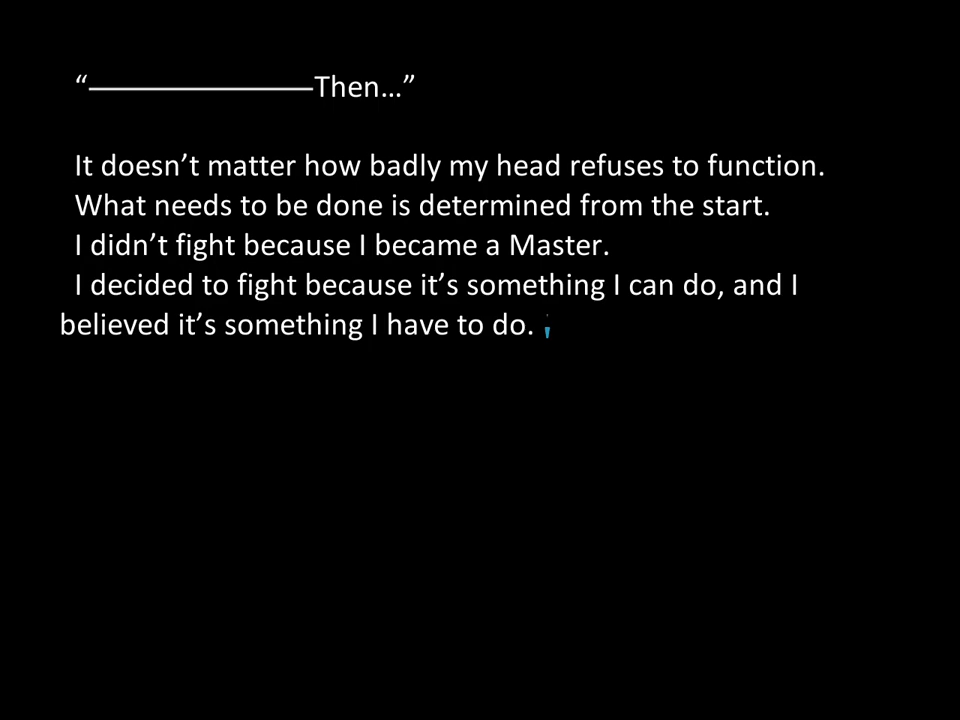 “———————Then…”
It doesn’t matter how badly my head refuses to function.
What needs to be done is determined from the start.
I didn’t fight because I became a Master.
I decided to fight because it’s something I can do, and I
believed it’s something I have to do.